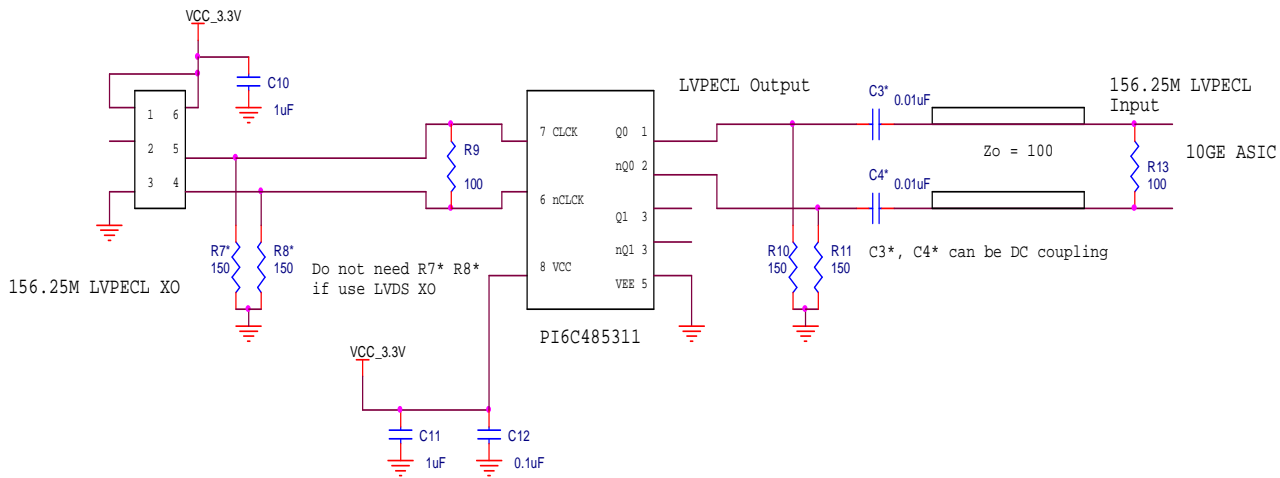 VCC_3.3V
C10
1uF
1 6
2 5
3 4
156.25M LVPECL XO
R7*
150
R8*
150
Do not need R7* R8*
if use LVDS XO
R9
100
7 CLCK
6 nCLCK
8 VCC
Q0 1
nQ0 2
Q1 3
nQ1 3
VEE 5
PI6C485311
VCC_3.3V
C11
1uF
C12
0.1uF
LVPECL Output
C3*
0.01uF
C4*
0.01uF
R10
150
R11
150
C3*, C4* can be DC coupling
Zo = 100
156.25M LVPECL
Input
R13
100
10GE ASIC